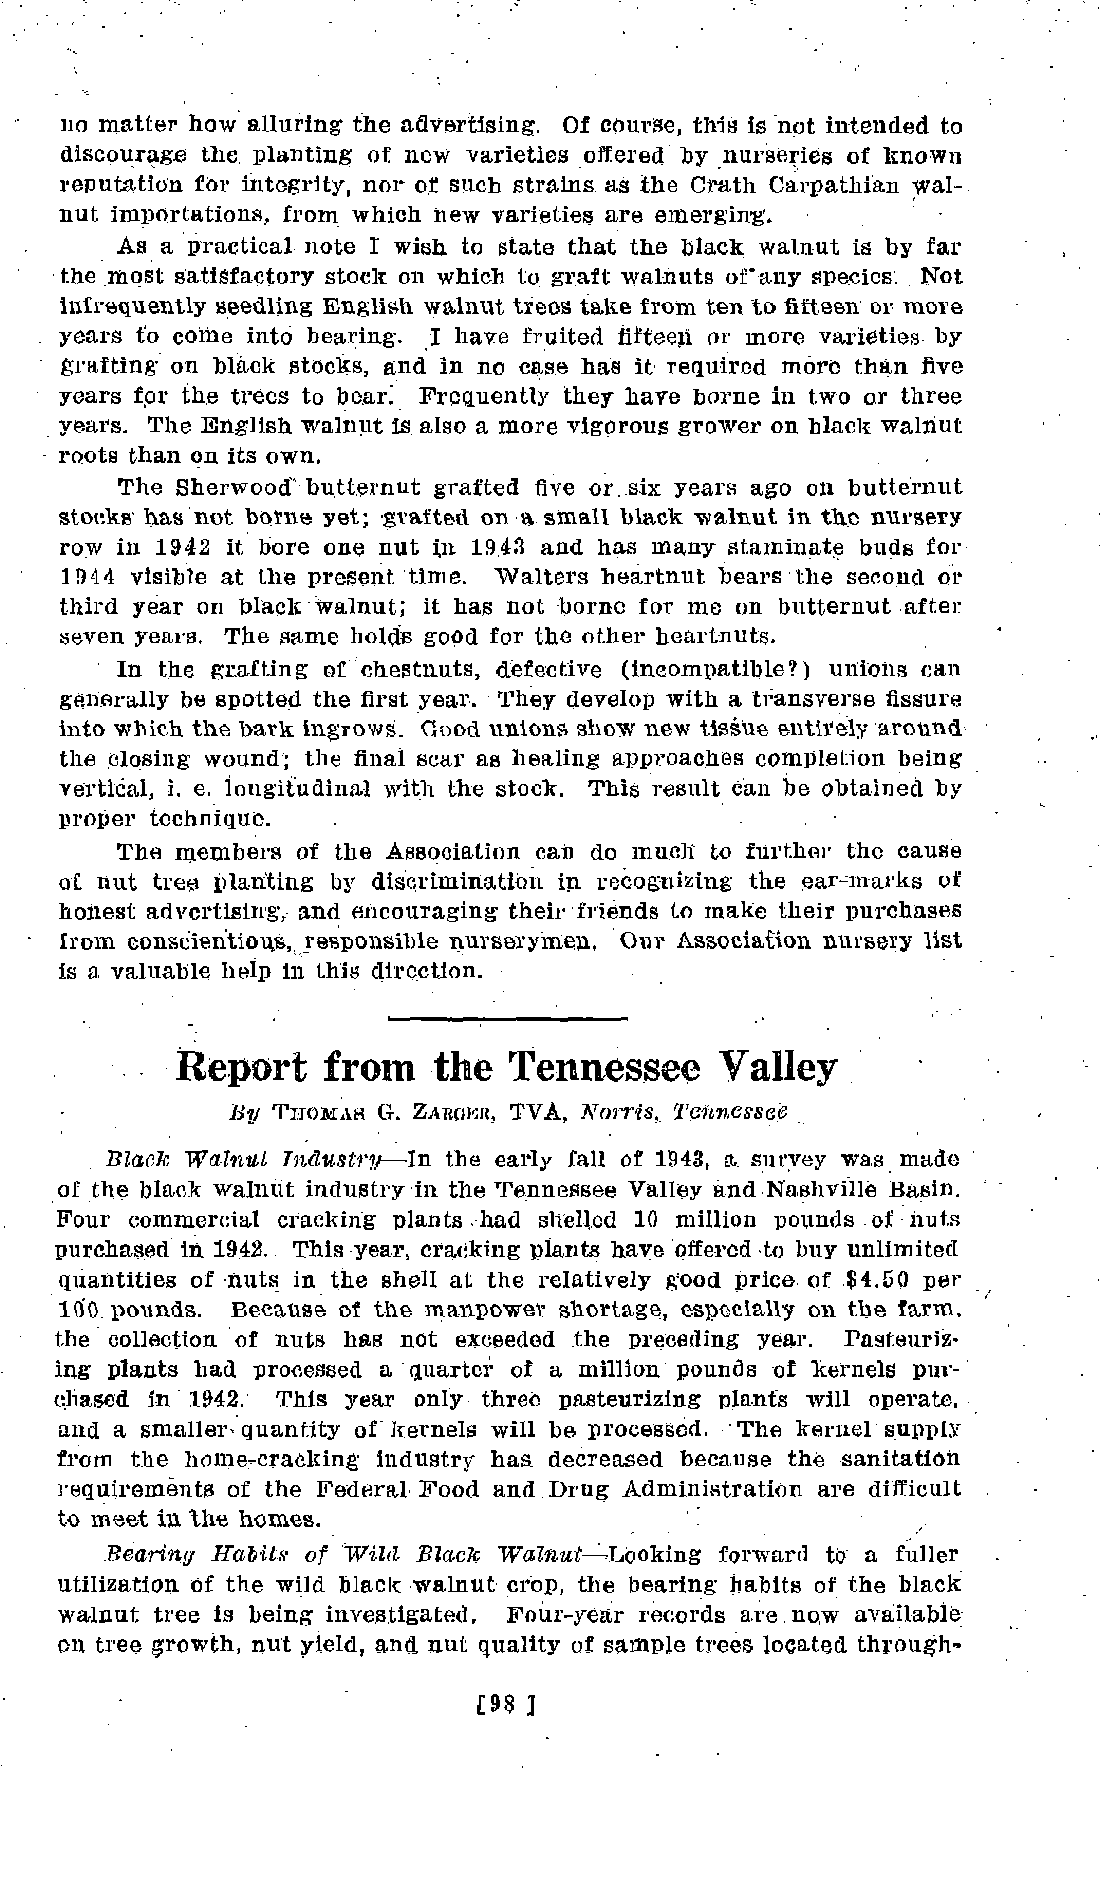 no matter how alluring the advertising. Of course, this is not intended to
discourage the planting of new varieties offered by nurseries of known
reputation for integrity, nor of such strains as the Crath Carpathian wal-
nut importations, from which new varieties are emerging.
As a practical note I wish to state that the black walnut is by far
the most satisfactory stock on which to graft walnuts of any species. Not
infrequently seedling English walnut trees take from ten to fifteen or more
years to come into bearing. I have fruited fifteen or more varieties by
grafting on black stocks, and in no case has it required more than five
years for the trees to bear. Frequently they have borne in two or three
years. The English walnut is also a more vigorous grower on black walnut
roots than on its own.
The Sherwood butternut grafted five or six years ago on butternut
stocks has not borne yet; grafted on a small black walnut in the nursery
row in 1942 it bore one nut in 1943 and has many staminate buds for
1944 visible at the present time. Walters heartnut bears the second or
third year on black walnut; it has not borne for me on butternut after
seven years. The same holds good for the other heartnuts.
In the grafting of chestnuts, defective (incompatible?) unions can
generally be spotted the first year. They develop with a transverse fissure
into which the bark ingrows. Good unions show new tissue entirely around
the closing wound; the final scar as healing approaches completion being
vertical, i. e. longitudinal with the stock. This result can be obtained by
proper technique.
The members of the Association can do much to further the cause
of nut tree planting by discrimination in recognizing the ear-marks of
honest advertising, and encouraging their friends to make their purchases
from conscientious, responsible nurserymen. Our Association nursery list
is a valuable help in this direction.
Report from the Tennessee Valley
By THOMAS G. ZARGER, TVA, Norris, Tennessee
Black Walnut Industry—In the early fall of 1943, a survey was made
of the black walnut industry in the Tennessee Valley and Nashville Basin.
Four commercial cracking plants had shelled 10 million pounds of nuts
purchased in 1942. This year, cracking plants have offered to buy unlimited
quantities of nuts in the shell at the relatively good price of $4.50 per
100 pounds. Because of the manpower shortage, especially on the farm,
the collection of nuts has not exceeded the preceding year. Pasteuriz-
ing plants had processed a quarter of a million pounds of kernels pur-
chased in 1942. This year only three pasteurizing plants will operate,
and a smaller quantity of kernels will be processed. The kernel supply
from the home-cracking industry has decreased because the sanitation
requirements of the Federal Food and Drug Administration are difficult
to meet in the homes.
Bearing Habits of Wild Black Walnut—Looking forward to a fuller
utilization of the wild black walnut crop, the bearing habits of the black
walnut tree is being investigated. Four-year records are now available
on tree growth, nut yield, and nut quality of sample trees located through-
[98 ]